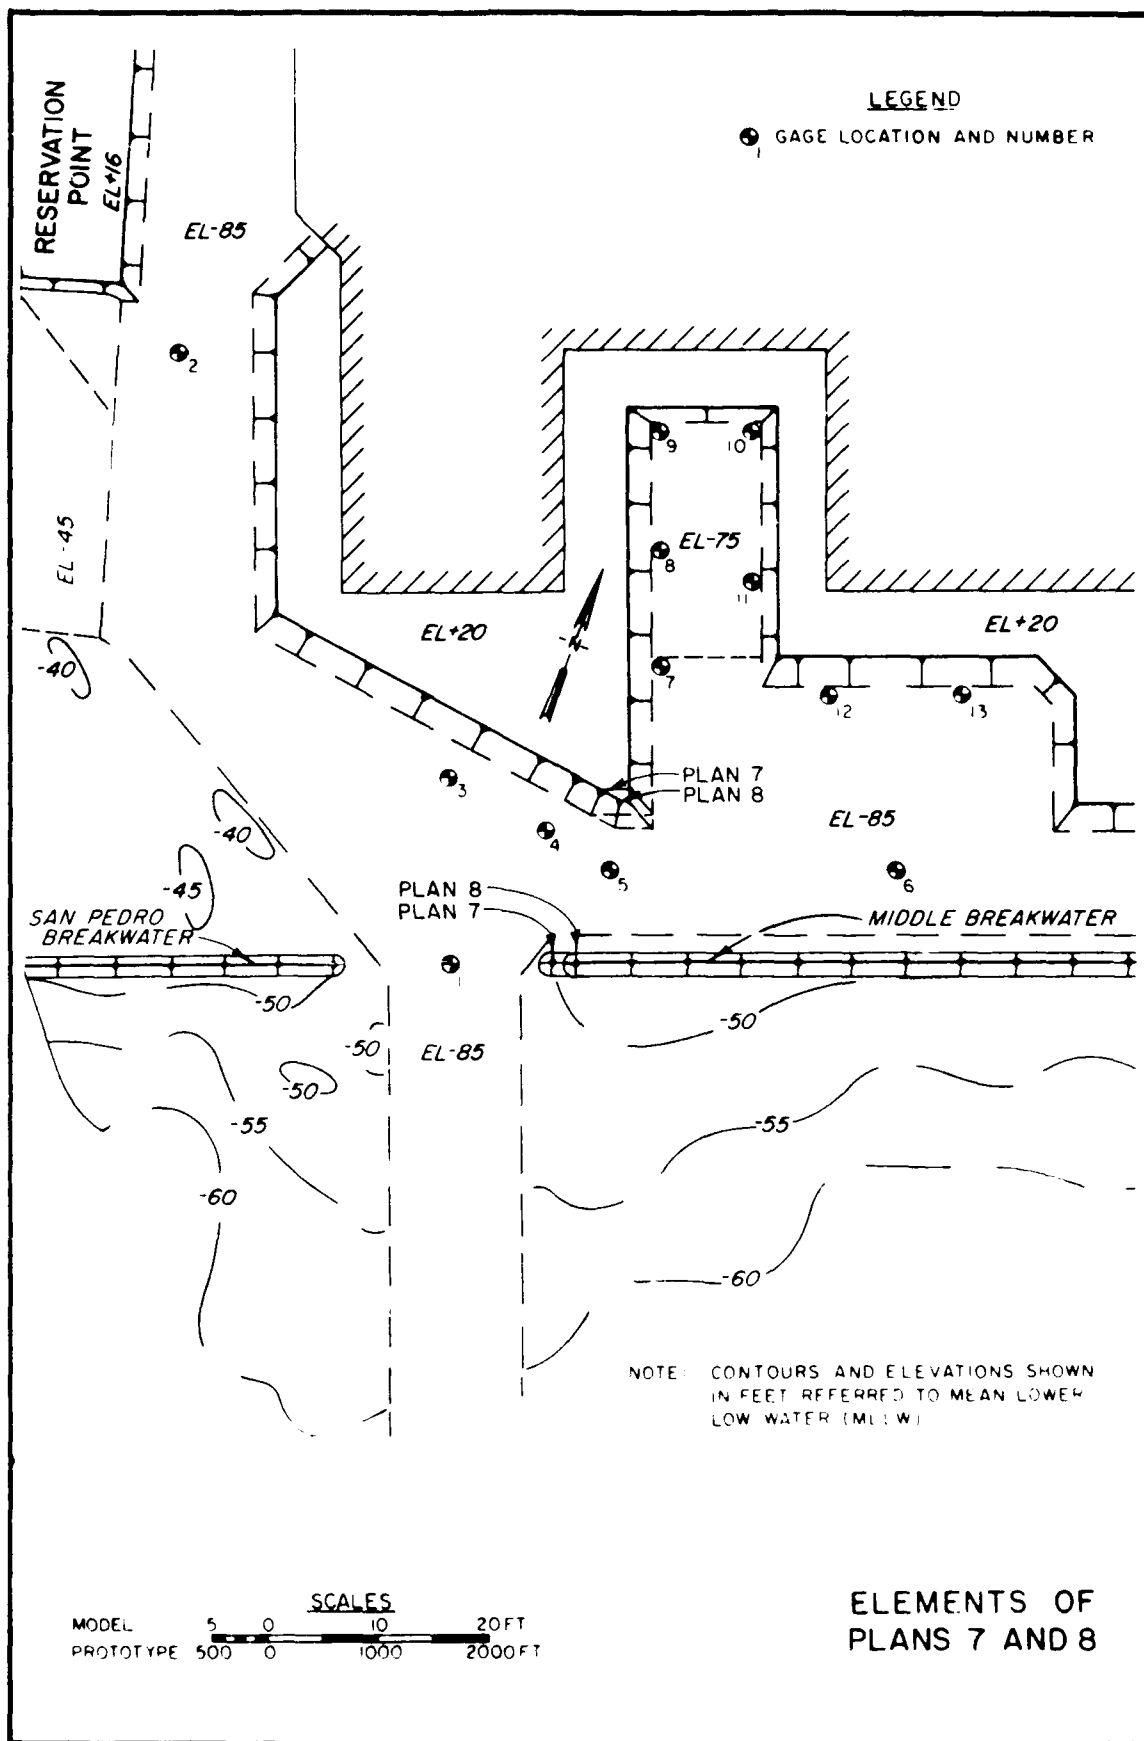 LEGEND
1 GAGE LOCATION AND NUMBER
RESERVATION
POINT
EL+16
EL-85
2
9
10
EL-45
8
EL-75
11
EL+20
EL+20
-40
7
12
13
3
PLAN 7
PLAN 8
-40
4
EL-85
-45
5
6
PLAN 8
PLAN 7
SAN PEDRO
BREAKWATER
MIDDLE BREAKWATER
1
-50
-50
-50
EL-85
-50
-55
-55
-60
-60
NOTE: CONTOURS AND ELEVATIONS SHOWN
IN FEET REFERRED TO MEAN LOWER
LOW WATER (MLLW)
SCALES
MODEL 5 0 10 20 FT
PROTOTYPE 500 0 1000 2000 FT
ELEMENTS OF
PLANS 7 AND 8